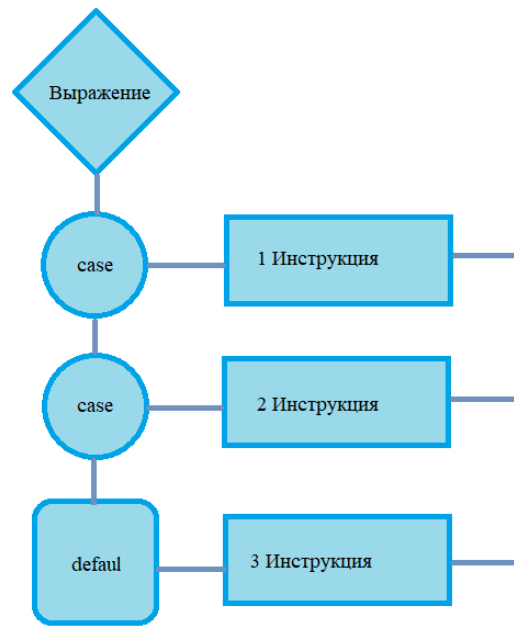 Выражение
case
1 Инструкция
case
2 Инструкция
defaul
3 Инструкция